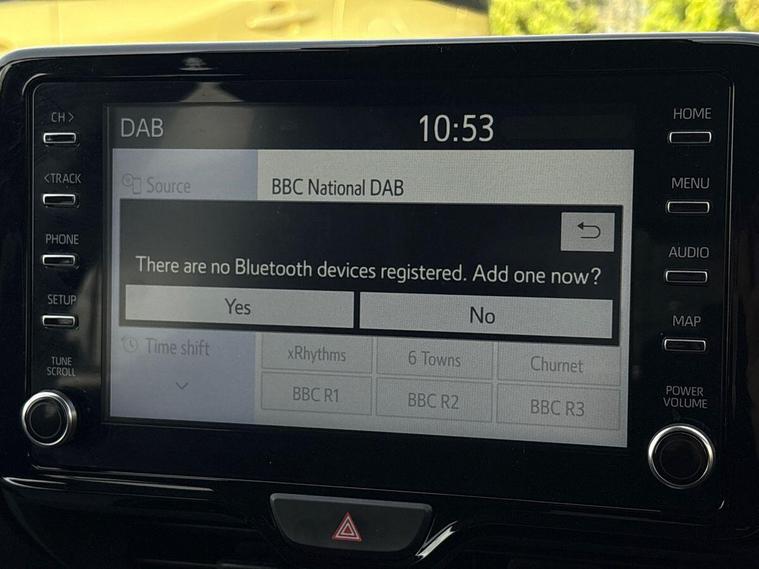 CH >
< TRACK
PHONE
SETUP
TUNE
SCROLL
DAB
10:53
Source
BBC National DAB
There are no Bluetooth devices registered. Add one now?
Yes
No
Time shift
xRhythms
6 Towns
Churnet
BBC R1
BBC R2
BBC R3
HOME
MENU
AUDIO
MAP
POWER
VOLUME